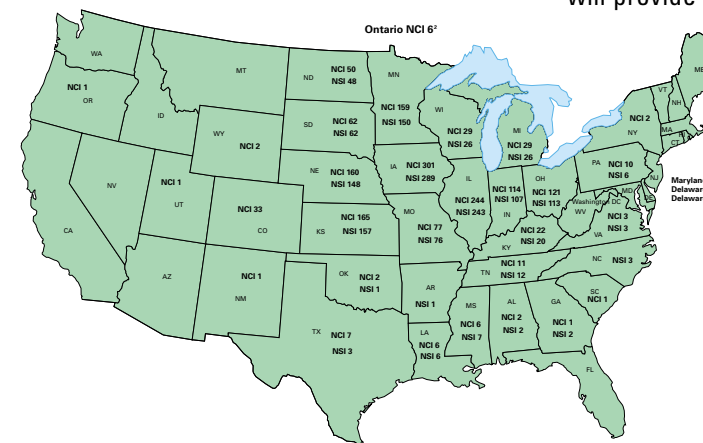 will provide
Ontario NCI 6²
WA
NCI 1
OR
ID
MT
WY
NCI 2
ND
NCI 50
NSI 48
SD
NCI 62
NSI 62
NE
NCI 160
NSI 148
MN
NCI 159
NSI 150
WI
NCI 29
NSI 26
MI
NCI 29
NSI 26
NCI 2
NY
VT
NH
ME
MA
RI
CT
NV
CA
NCI 1
UT
NCI 33
CO
KS
NCI 165
NSI 157
IA
NCI 301
NSI 289
MO
NCI 77
NSI 76
IL
NCI 244
NSI 243
NCI 114
NSI 107
IN
OH
NCI 121
NSI 113
PA
NCI 10
NSI 6
NJ
MD
DE
Washington DC
WV
Maryland
Delaware
Delaware
NCI 3
NSI 3
VA
NCI 22
NSI 20
KY
TN
NCI 11
NSI 12
NC
NSI 3
SC
NCI 1
AZ
NCI 1
NM
OK
NCI 2
NSI 1
AR
NSI 1
TX
NCI 7
NSI 3
LA
NCI 6
NSI 6
MS
NCI 6
NSI 7
AL
NCI 2
NSI 2
GA
NCI 1
NSI 2
FL